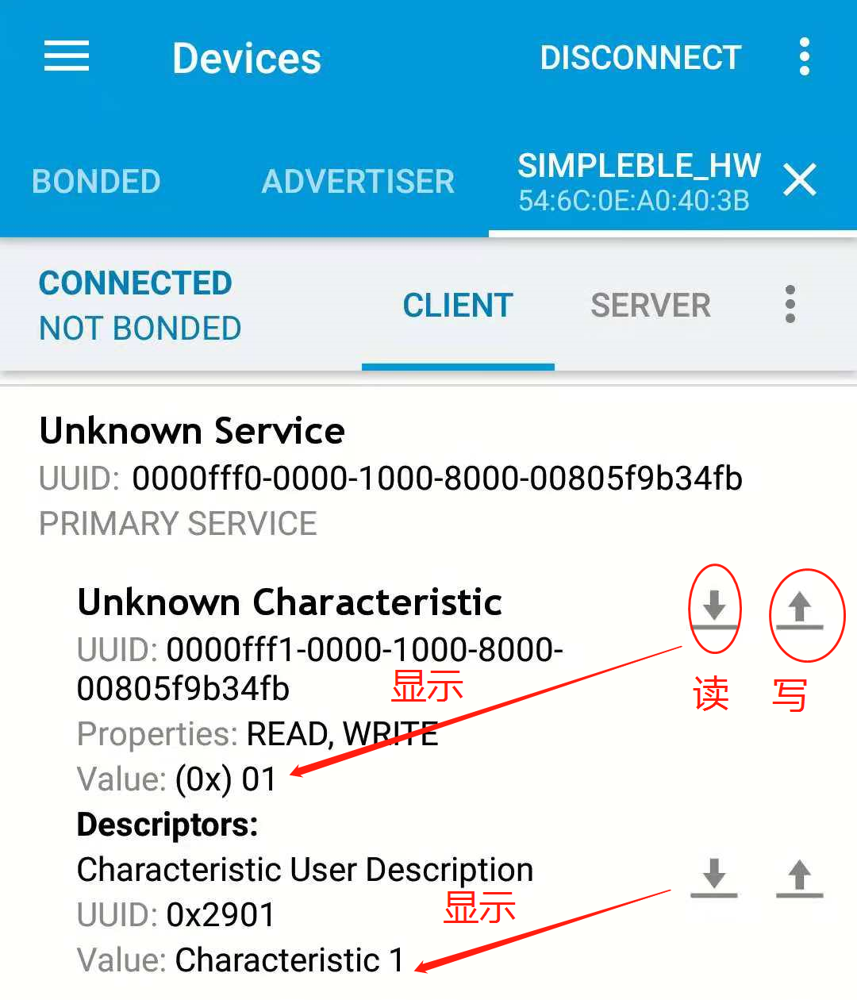 Devices
DISCONNECT
BONDED
ADVERTISER
SIMPLEBLE_HW
54:6C:0E:A0:40:3B
CONNECTED
NOT BONDED
CLIENT
SERVER
Unknown Service
UUID: 0000fff0-0000-1000-8000-00805f9b34fb
PRIMARY SERVICE
Unknown Characteristic
UUID: 0000fff1-0000-1000-8000-
00805f9b34fb
显示
读
写
Properties: READ, WRITE
Value: (0x) 01
Descriptors:
Characteristic User Description
UUID: 0x2901
显示
Value: Characteristic 1